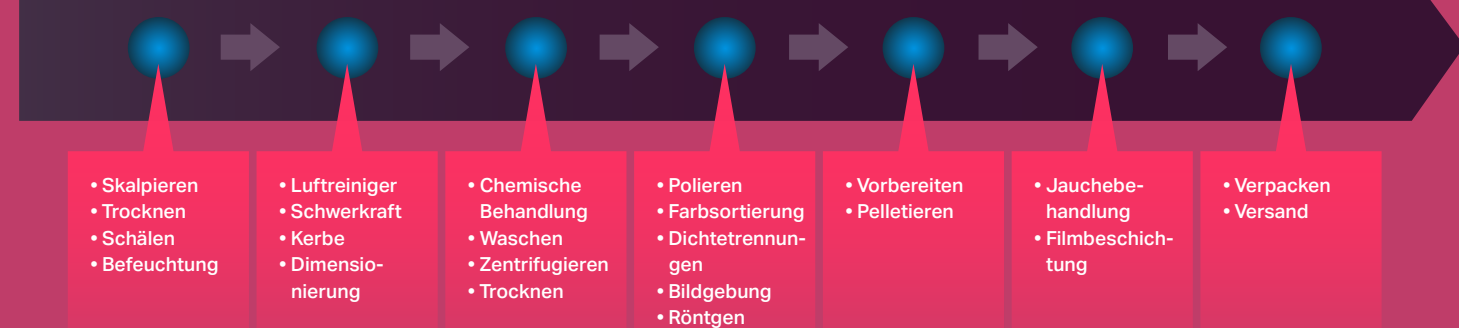 • Skalpieren
• Trocknen
• Schälen
• Befeuchtung
• Luftreiniger
• Schwerkraft
• Kerbe
• Dimensio-
nierung
• Chemische
Behandlung
• Waschen
• Zentrifugieren
• Trocknen
• Polieren
• Farbsortierung
• Dichtetrennun-
gen
• Bildgebung
• Röntgen
• Vorbereiten
• Pelletieren
• Jauchebe-
handlung
• Filmbeschich-
tung
• Verpacken
• Versand